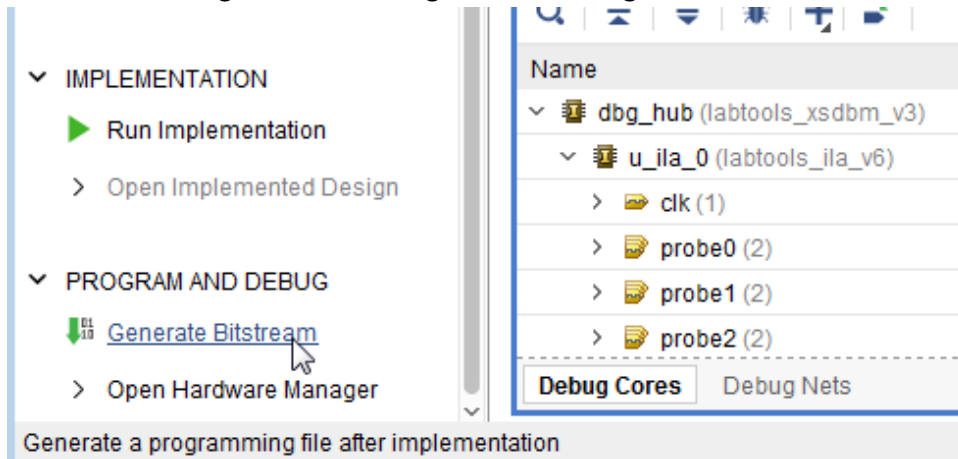 IMPLEMENTATION
Run Implementation
Open Implemented Design
PROGRAM AND DEBUG
Generate Bitstream
Open Hardware Manager
Name
dbg_hub (labtools_xsdbm_v3)
u_ila_0 (labtools_ila_v6)
clk (1)
probe0 (2)
probe1 (2)
probe2 (2)
Debug Cores Debug Nets
Generate a programming file after implementation